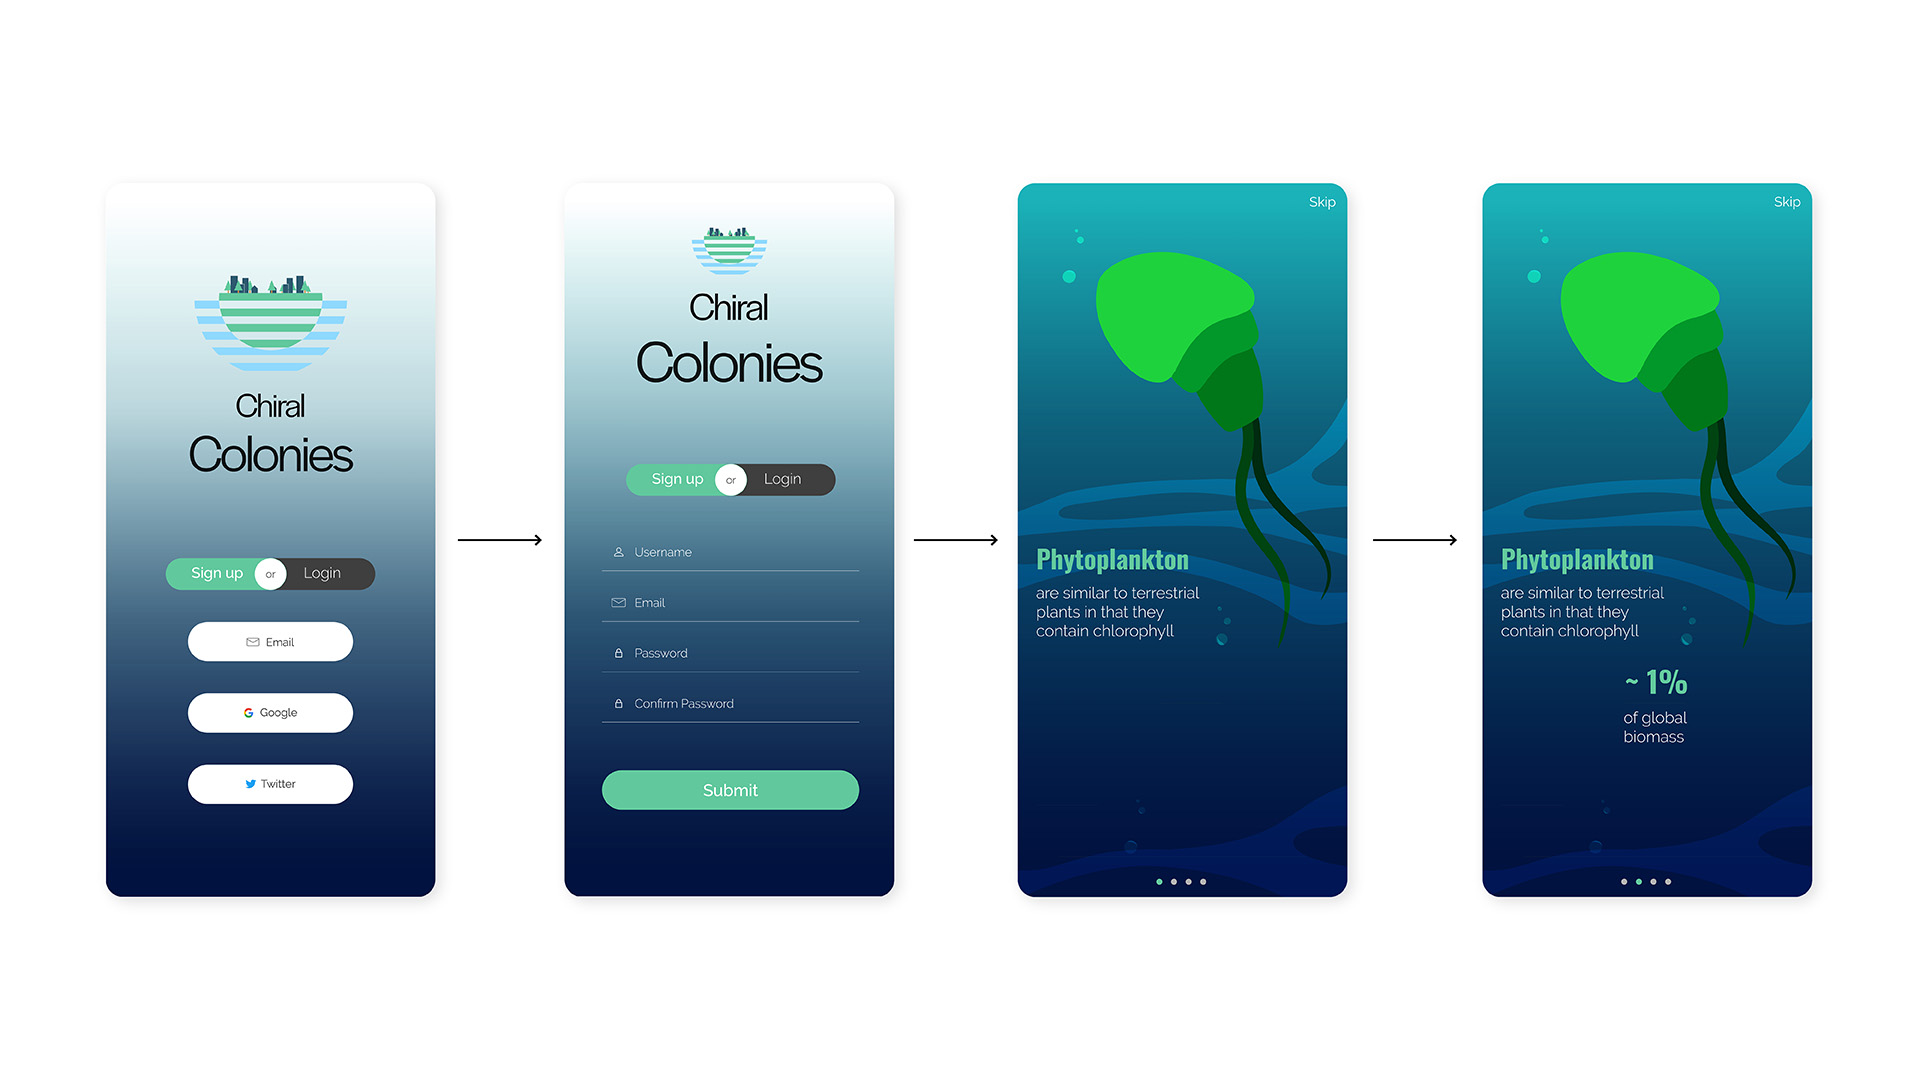 Chiral
Colonies
Sign up or Login
Email
Google
Twitter
Chiral
Colonies
Sign up or Login
Username
Email
Password
Confirm Password
Submit
Skip
Phytoplankton
are similar to terrestrial
plants in that they
contain chlorophyll
Skip
Phytoplankton
are similar to terrestrial
plants in that they
contain chlorophyll
~ 1%
of global
biomass